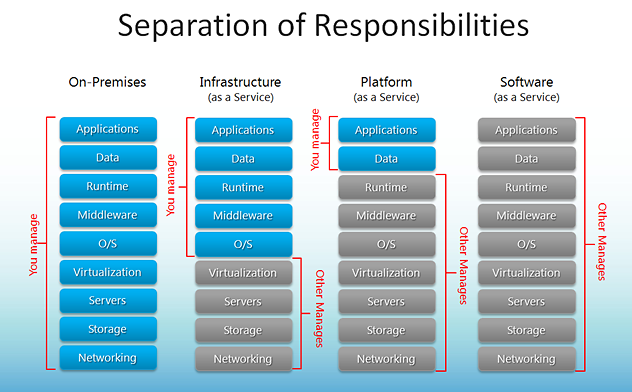 Separation of Responsibilities
On-Premises
You manage
Applications
Data
Runtime
Middleware
O/S
Virtualization
Servers
Storage
Networking
Infrastructure
(as a Service)
You manage
Applications
Data
Runtime
Middleware
O/S
Virtualization
Servers
Storage
Networking
Other Manages
Platform
(as a Service)
You manage
Applications
Data
Runtime
Middleware
O/S
Virtualization
Servers
Storage
Networking
Other Manages
Software
(as a Service)
Applications
Data
Runtime
Middleware
O/S
Virtualization
Servers
Storage
Networking
Other Manages